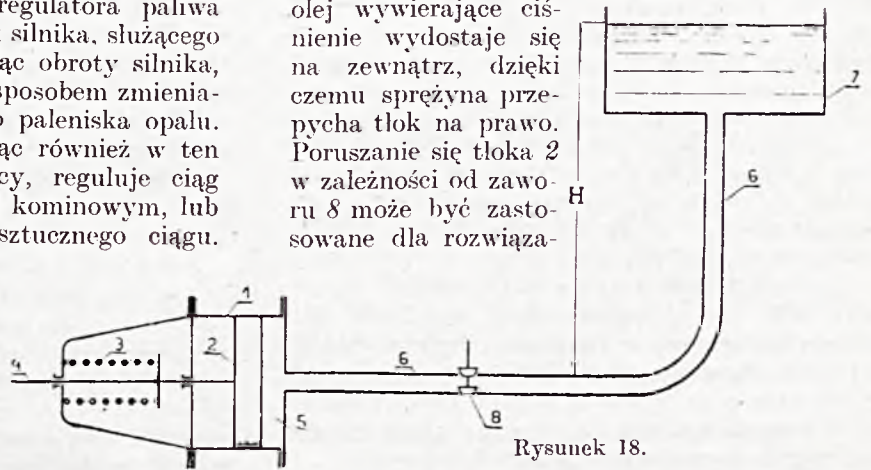 regulatora paliwa
silnika, służącego
ąc obroty silnika,
sposobem zmienia-
o paleniska opału.
ąc również w ten
cy, reguluje ciąg
kominowym, lub
sztucznego ciągu.
olej wywierające ciś-
nienie wydostaje się
na zewnątrz, dzięki
czemu sprężyna prze-
pycha tłok na prawo.
Poruszanie się tłoka 2
w zależności od zawo-
ru 8 może być zasto-
sowane dla rozwiąza-
H
7
6
1
2
3
4
5
6
8
Rysunek 18.